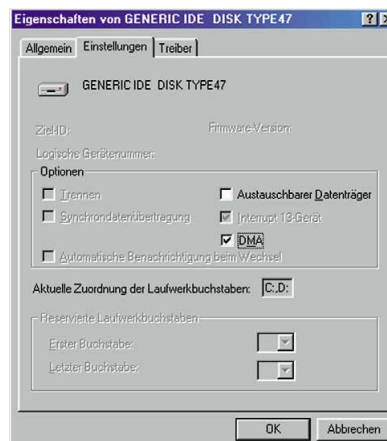 Eigenschaften von GENERIC IDE DISK TYPE47
Allgemein Einstellungen Treiber
GENERIC IDE DISK TYPE47
Ziel-ID: Firmware-Version:
Logische Gerätenummer:
Optionen
Trennen Austauschbarer Datenträger
Synchrondatenübertragung Interrupt 13-Gerät
DMA
Automatische Benachrichtigung beim Wechsel
Aktuelle Zuordnung der Laufwerkbuchstaben: C:,D:
Reservierte Laufwerkbuchstaben
Erster Buchstabe:
Letzter Buchstabe:
OK Abbrechen